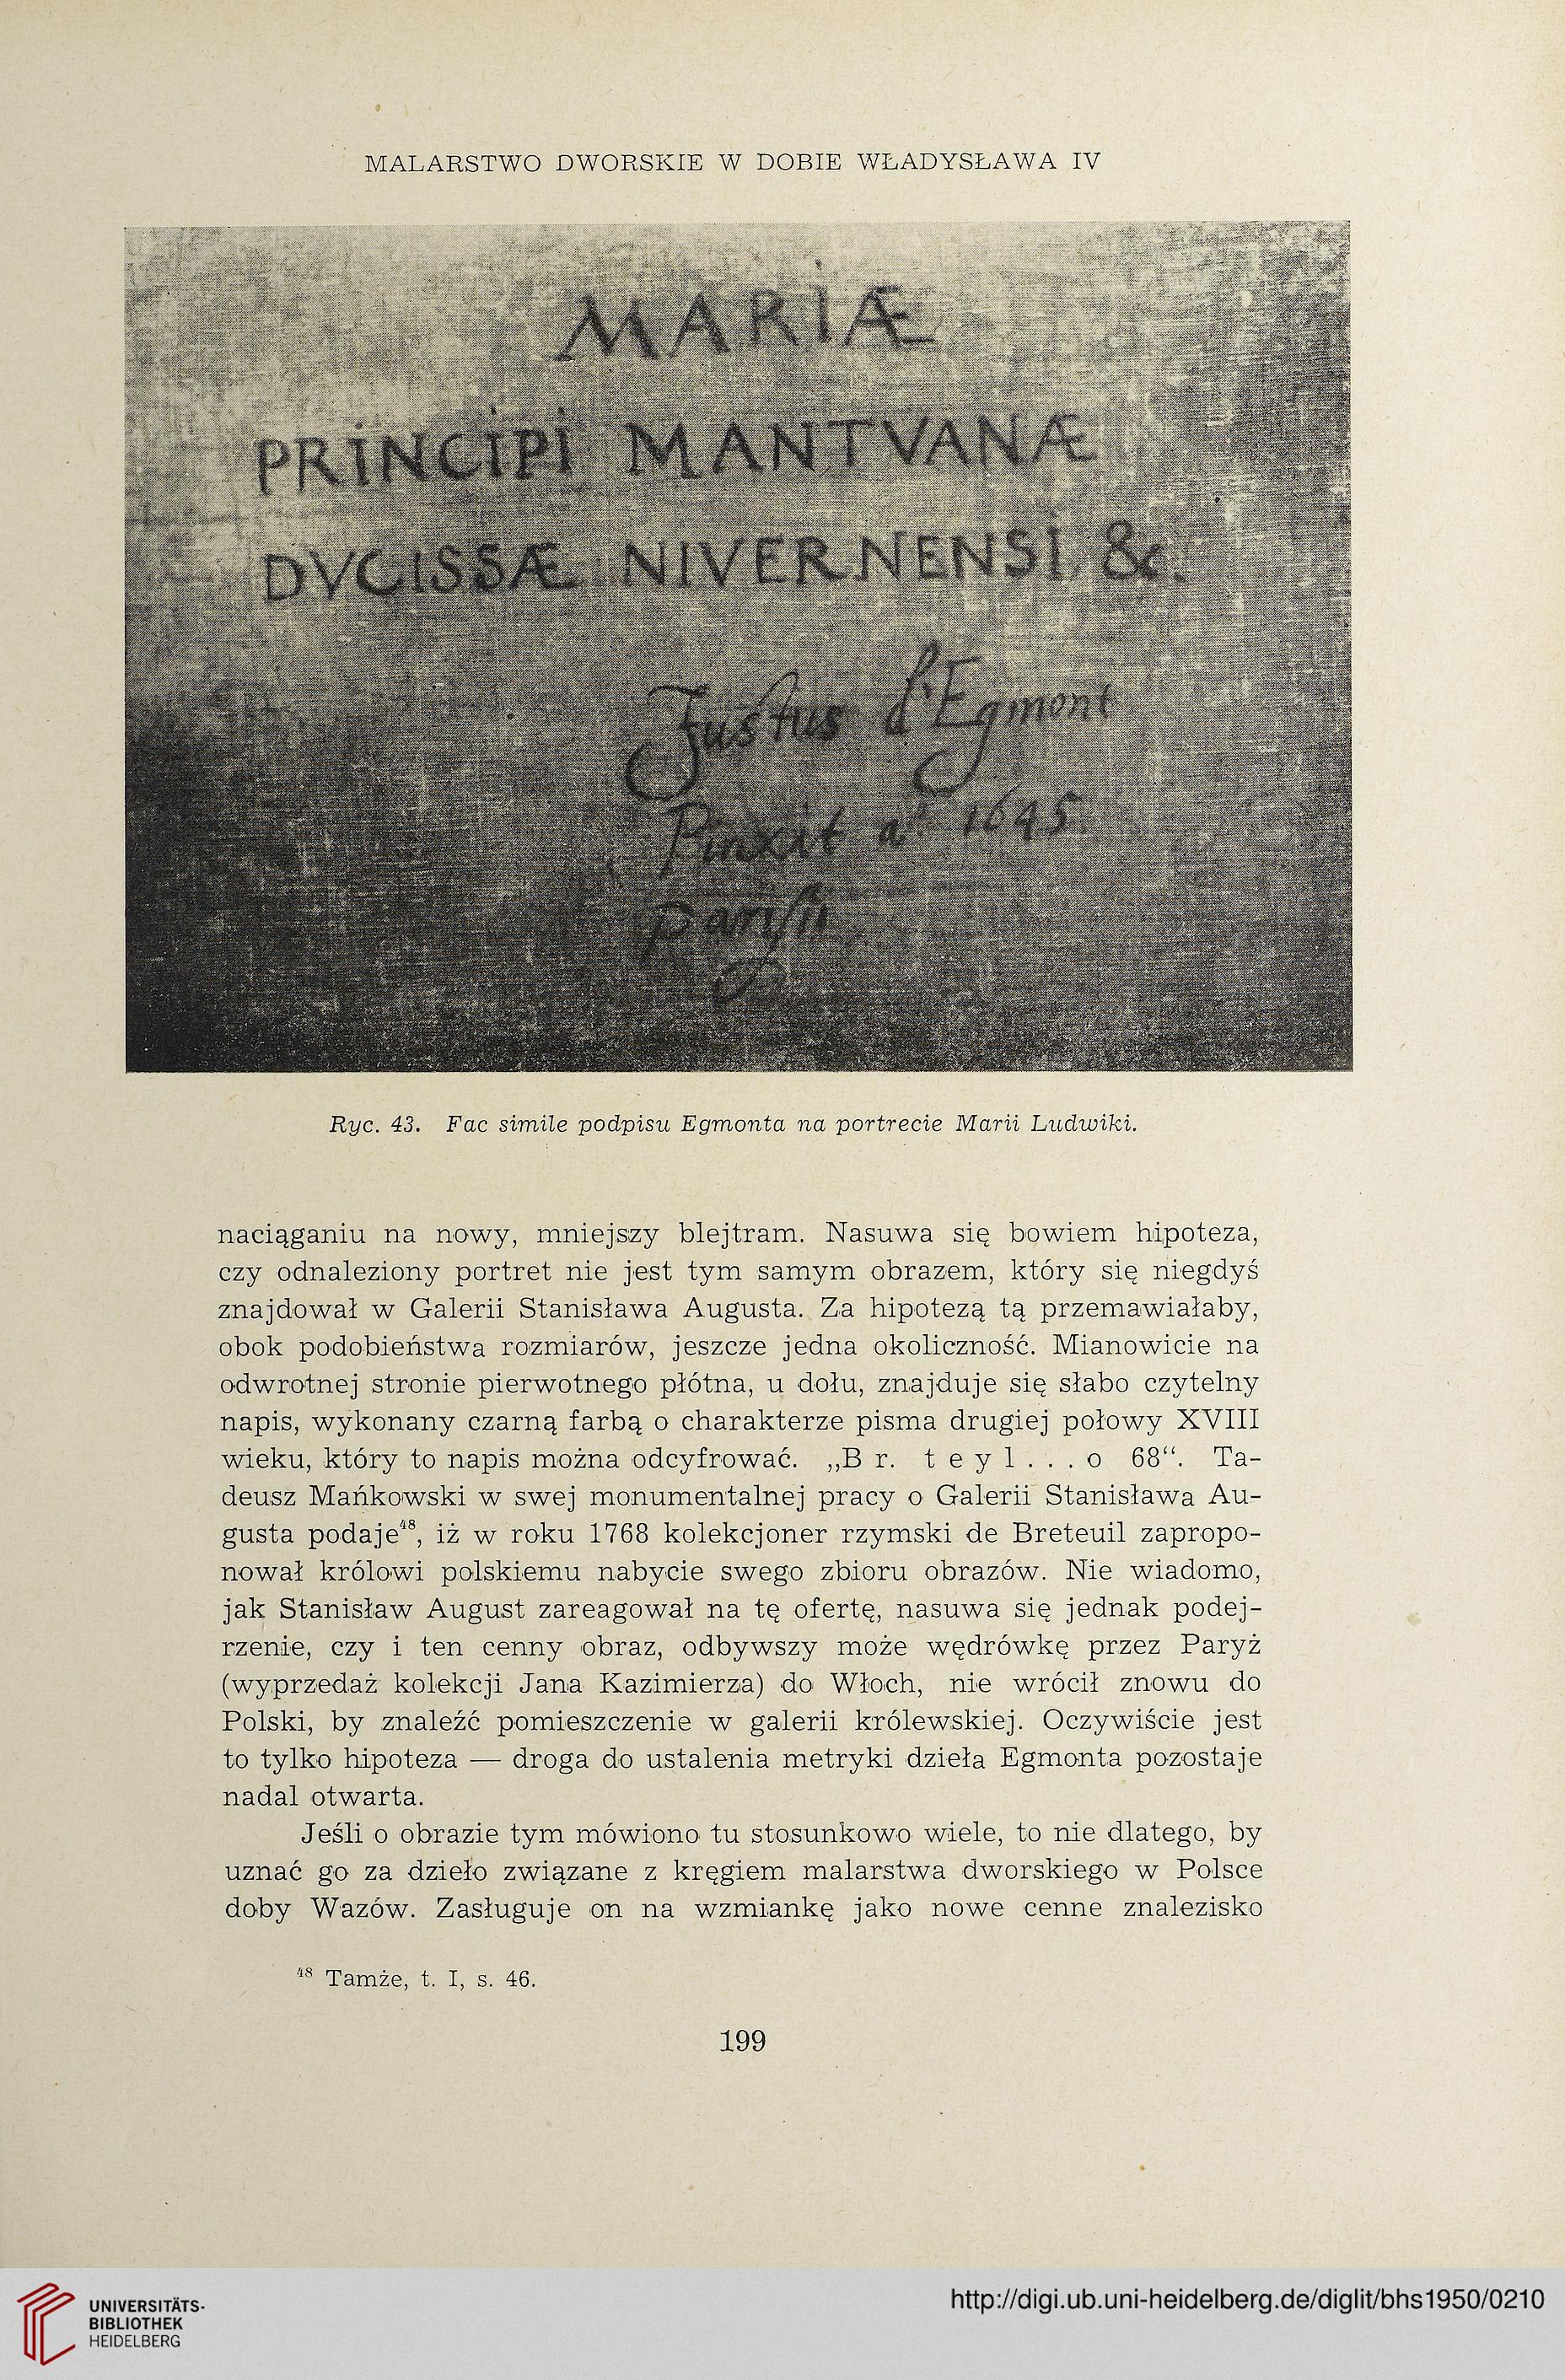 MALARSTWO DWORSKIE W DOBIE WŁADYSŁAWA IV
MARIÆ
PRINCIPI MANTVANÆ
DVCISSÆ NIVERNENSI &c.
Justus d'Egmont
Pinxit aº 1645
parisii
Ryc. 43. Fac simile podpisu Egmonta na portrecie Marii Ludwiki.
naciąganiu na nowy, mniejszy blejtram. Nasuwa się bowiem hipoteza,
czy odnaleziony portret nie jest tym samym obrazem, który się niegdyś
znajdował w Galerii Stanisława Augusta. Za hipotezą tą przemawiałaby,
obok podobieństwa rozmiarów, jeszcze jedna okoliczność. Mianowicie na
odwrotnej stronie pierwotnego płótna, u dołu, znajduje się słabo czytelny
napis, wykonany czarną farbą o charakterze pisma drugiej połowy XVIII
wieku, który to napis można odcyfrować. „B r. t e y l . . . o 68“. Ta-
deusz Mańkowski w swej monumentalnej pracy o Galerii Stanisława Au-
gusta podaje⁴⁸, iż w roku 1768 kolekcjoner rzymski de Breteuil zapropo-
nował królowi polskiemu nabycie swego zbioru obrazów. Nie wiadomo,
jak Stanisław August zareagował na tę ofertę, nasuwa się jednak podej-
rzenie, czy i ten cenny obraz, odbywszy może wędrówkę przez Paryż
(wyprzedaż kolekcji Jana Kazimierza) do Włoch, nie wrócił znowu do
Polski, by znaleźć pomieszczenie w galerii królewskiej. Oczywiście jest
to tylko hipoteza — droga do ustalenia metryki dzieła Egmonta pozostaje
nadal otwarta.
Jeśli o obrazie tym mówiono tu stosunkowo wiele, to nie dlatego, by
uznać go za dzieło związane z kręgiem malarstwa dworskiego w Polsce
doby Wazów. Zasługuje on na wzmiankę jako nowe cenne znalezisko
⁴⁸ Tamże, t. I, s. 46.
199
UNIVERSITÄTS-
BIBLIOTHEK
HEIDELBERG
http://digi.ub.uni-heidelberg.de/diglit/bhs1950/0210